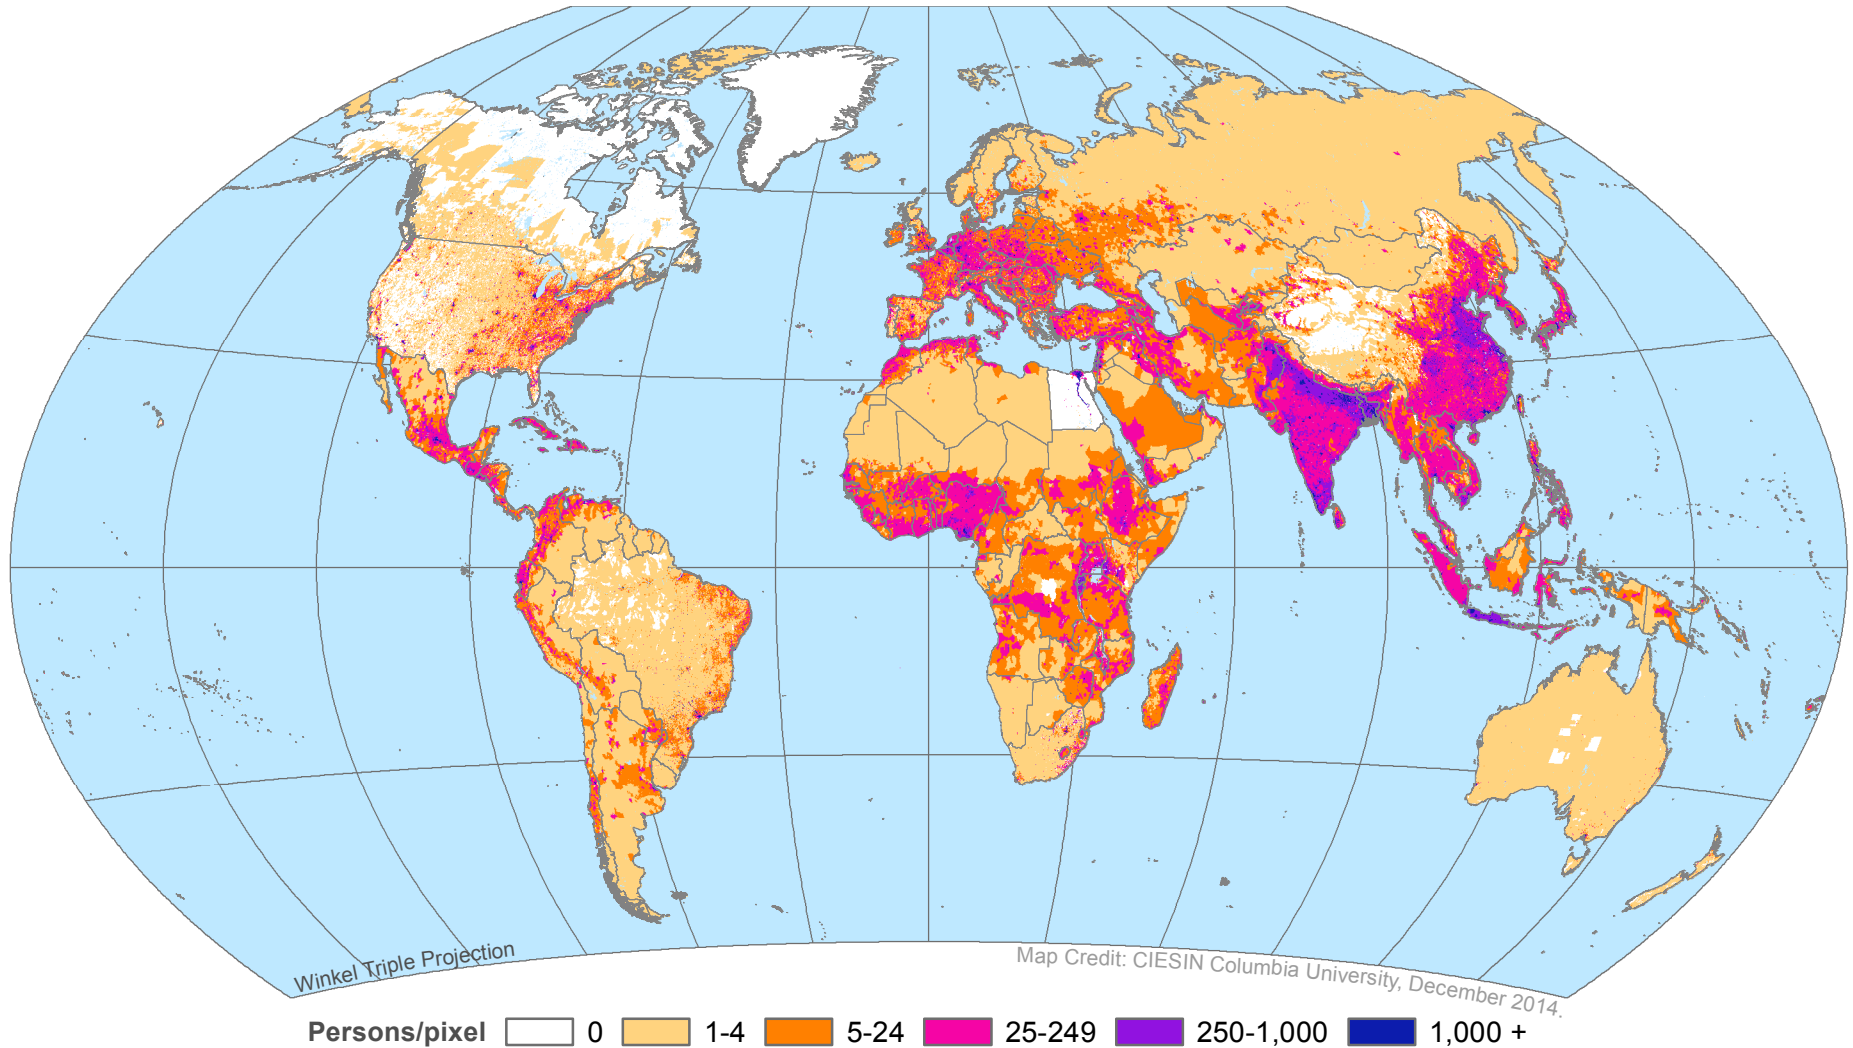 Winkel Triple Projection
Map Credit: CIESIN Columbia University, December 2014.
Persons/pixel 0 1-4 5-24 25-249 250-1,000 1,000 +